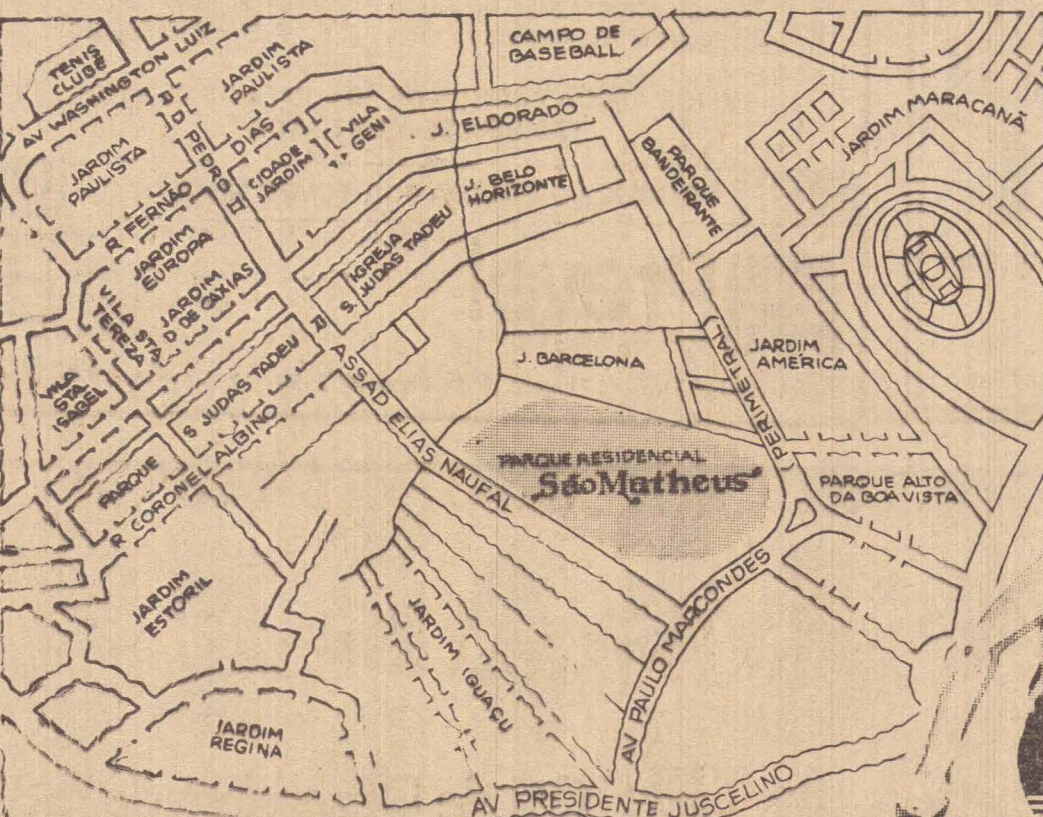 TENIS
CLUBE
AV WASHINGTON LUIZ
JARDIM
PAULISTA
CAMPO DE
BASEBALL
JARDIM
PAULISTA
R D PEDRO II
R FERNÃO DIAS
CIDADE
JARDIM
VILA
GENI
J. ELDORADO
J. BELO
HORIZONTE
PARQUE
BANDEIRANTE
JARDIM MARACANÃ
JARDIM
EUROPA
JARDIM
D DE CAXIAS
VILA STA
TEREZA
VILA
STA
ISABEL
IGREJA
S. JUDAS TADEU
S JUDAS TADEU
R ASSAD ELIAS NAUFAL
J. BARCELONA
JARDIM
AMÉRICA
(PERIMETRAL)
PARQUE RESIDENCIAL
São Matheus
PARQUE ALTO
DA BOA VISTA
PARQUE
R CORONEL ALBINO
JARDIM
ESTORIL
JARDIM IGUAÇU
AV PAULO MARCONDES
JARDIM
REGINA
AV PRESIDENTE JUSCELINO